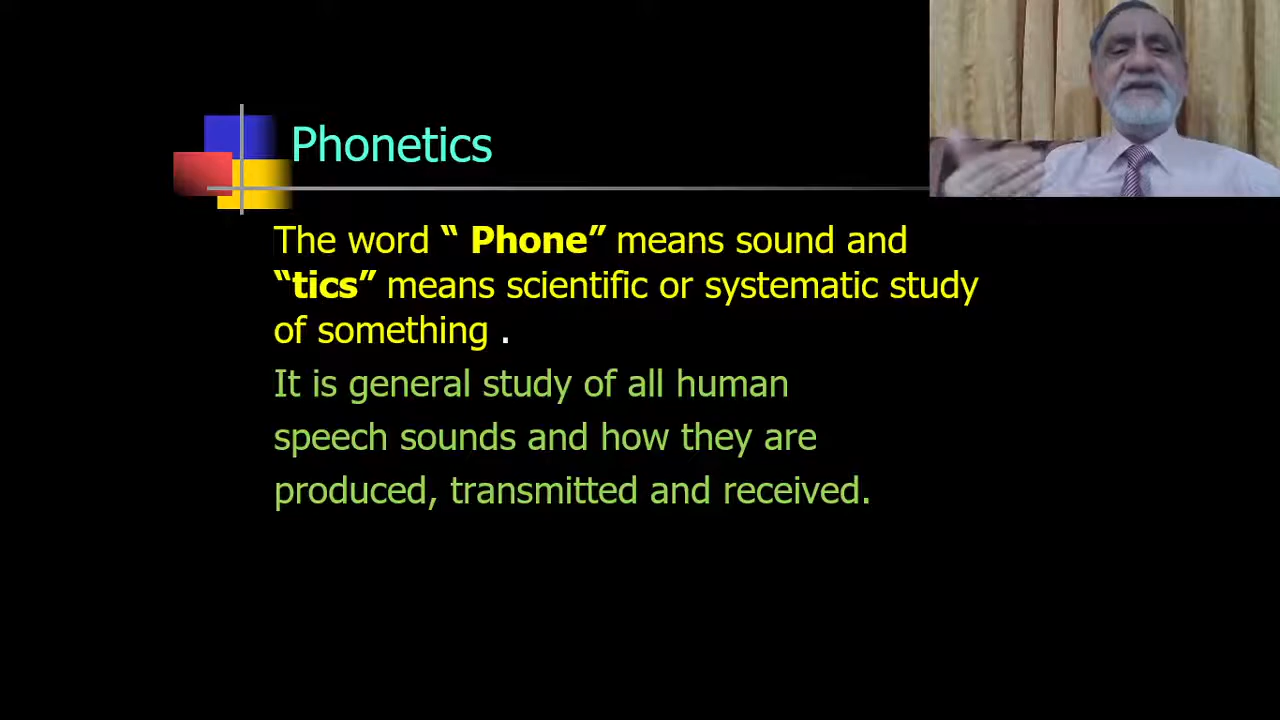 Phonetics
The word “ Phone” means sound and
“tics” means scientific or systematic study
of something .
It is general study of all human
speech sounds and how they are
produced, transmitted and received.